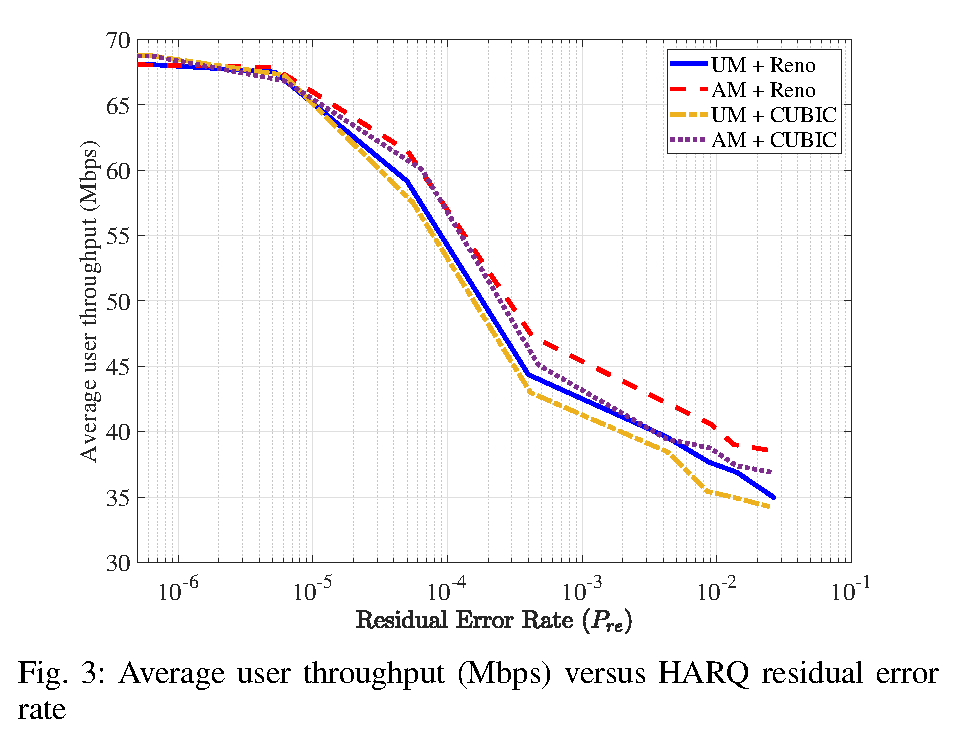 70
65
60
55
50
45
40
35
30
Average user throughput (Mbps)
UM + Reno
AM + Reno
UM + CUBIC
AM + CUBIC
10^-6 10^-5 10^-4 10^-3 10^-2 10^-1
Residual Error Rate (P_re)
Fig. 3: Average user throughput (Mbps) versus HARQ residual error
rate